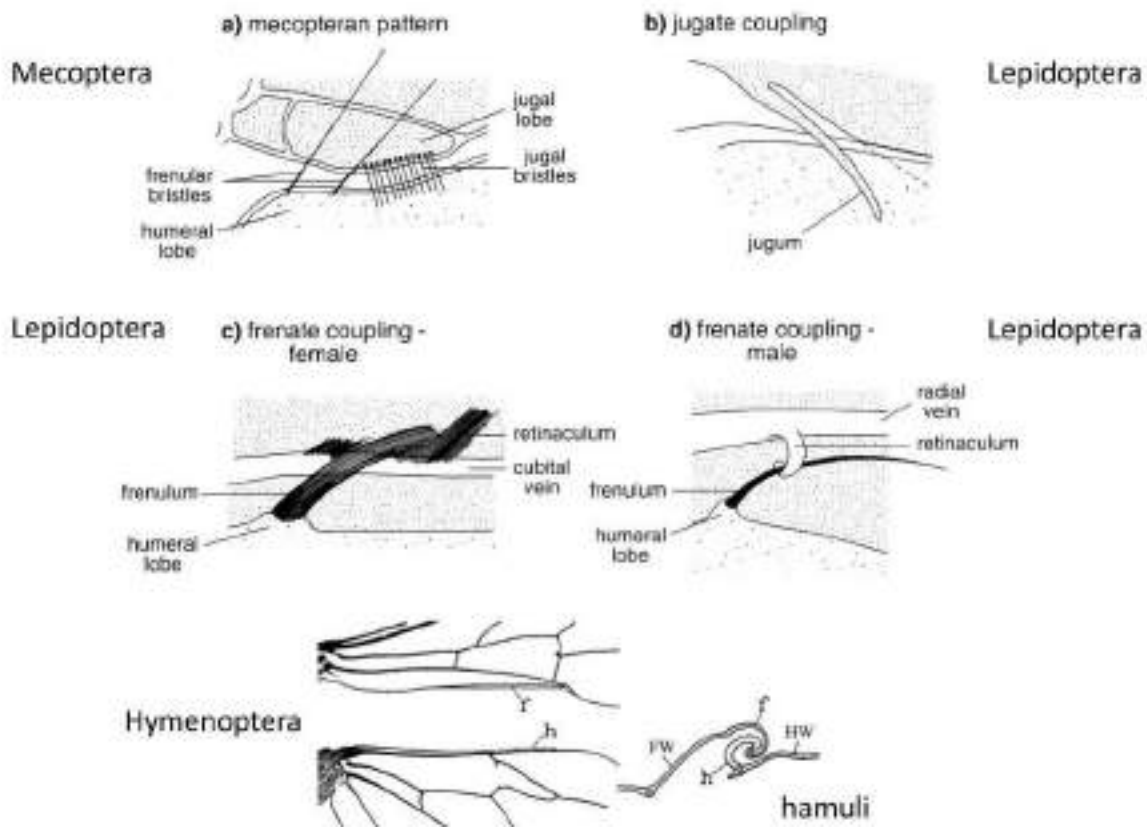 a) mecopteran pattern
b) jugate coupling
Mecoptera
Lepidoptera
jugal
lobe
jugal
bristles
frenular
bristles
humeral
lobe
jugum
Lepidoptera
c) frenate coupling -
female
d) frenate coupling -
male
Lepidoptera
radial
vein
retinaculum
retinaculum
cubital
vein
frenulum
frenulum
humeral
lobe
humeral
lobe
f
Hymenoptera
h
f
FW
HW
h
hamuli